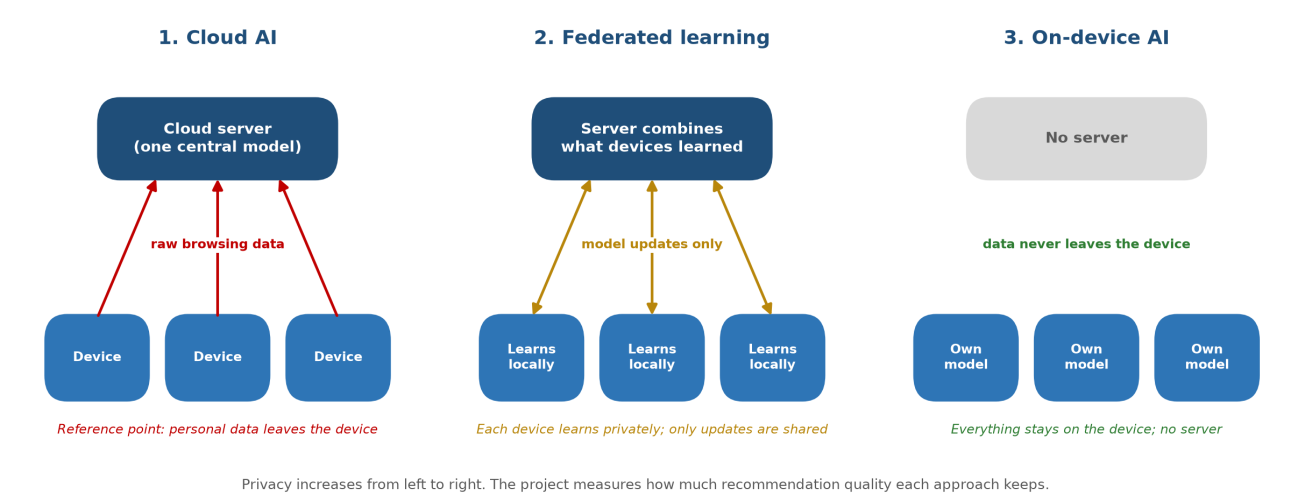 1. Cloud AI
2. Federated learning
3. On-device AI
Cloud server
(one central model)
Server combines
what devices learned
No server
raw browsing data
model updates only
data never leaves the device
Device
Device
Device
Learns
locally
Learns
locally
Learns
locally
Own
model
Own
model
Own
model
Reference point: personal data leaves the device
Each device learns privately; only updates are shared
Everything stays on the device; no server
Privacy increases from left to right. The project measures how much recommendation quality each approach keeps.